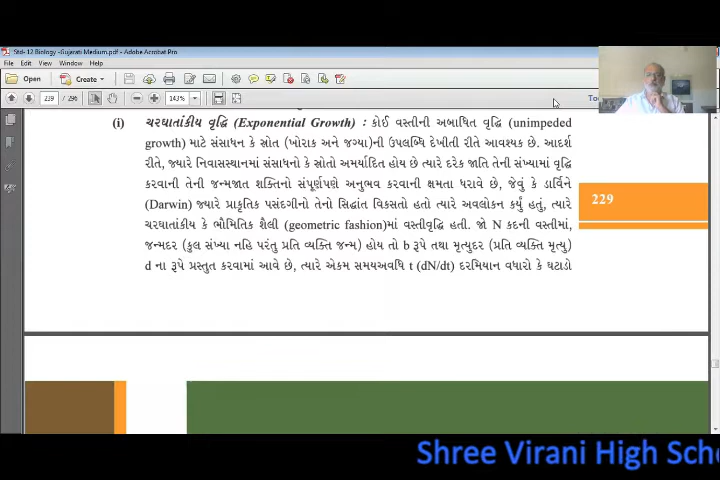 Std- 12 Biology -Gujarati Medium.pdf - Adobe Acrobat Pro
File Edit View Window Help
Open Create
239 / 296 143%
(i) ચરઘાતાંકીય વૃદ્ધિ (Exponential Growth) : કોઈ વસ્તીની અબાધિત વૃદ્ધિ (unimpeded
growth) માટે સંસાધન કે સ્રોત (ખોરાક અને જગ્યા)ની ઉપલબ્ધિ દેખીતી રીતે આવશ્યક છે. આદર્શ
રીતે, જ્યારે નિવાસસ્થાનમાં સંસાધનો કે સ્રોતો અમર્યાદિત હોય છે ત્યારે દરેક જાતિ તેની સંખ્યામાં વૃદ્ધિ
કરવાની તેની જન્મજાત શક્તિનો સંપૂર્ણપણે અનુભવ કરવાની ક્ષમતા ધરાવે છે, જેવું કે ડાર્વિને
(Darwin) જ્યારે પ્રાકૃતિક પસંદગીનો તેનો સિદ્ધાંત વિકસતો હતો ત્યારે અવલોકન કર્યું હતું, ત્યારે
ચરઘાતાંકીય કે ભૌમિતિક શૈલી (geometric fashion)માં વસ્તીવૃદ્ધિ હતી. જો N કદની વસ્તીમાં,
જન્મદર (કુલ સંખ્યા નહિ પરંતુ પ્રતિ વ્યક્તિ જન્મ) હોય તો b રૂપે તથા મૃત્યુદર (પ્રતિ વ્યક્તિ મૃત્યુ)
d ના રૂપે પ્રસ્તુત કરવામાં આવે છે, ત્યારે એકમ સમયઅવધિ t (dN/dt) દરમિયાન વધારો કે ઘટાડો
229
Shree Virani High Scho